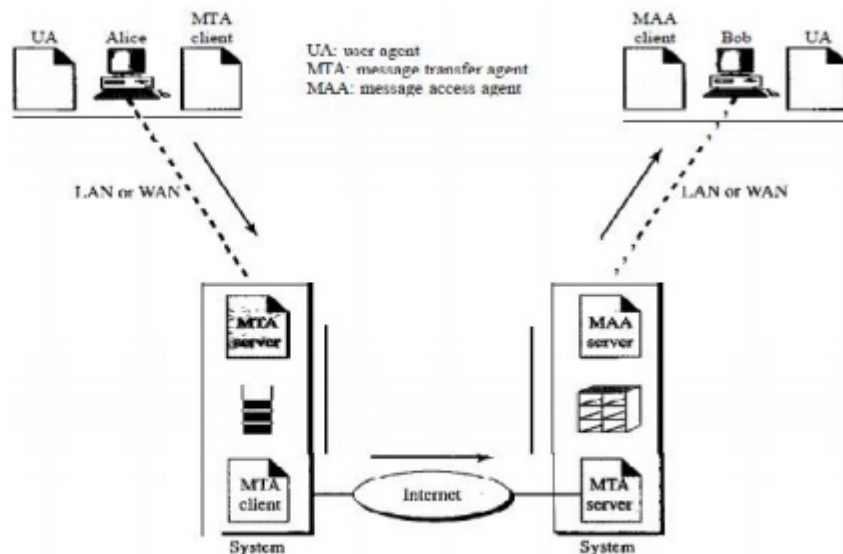 UA Alice MTA client
UA: user agent
MTA: message transfer agent
MAA: message access agent
MAA client Bob UA
LAN or WAN
LAN or WAN
MTA server
MAA server
MTA client
Internet
MTA server
System
System